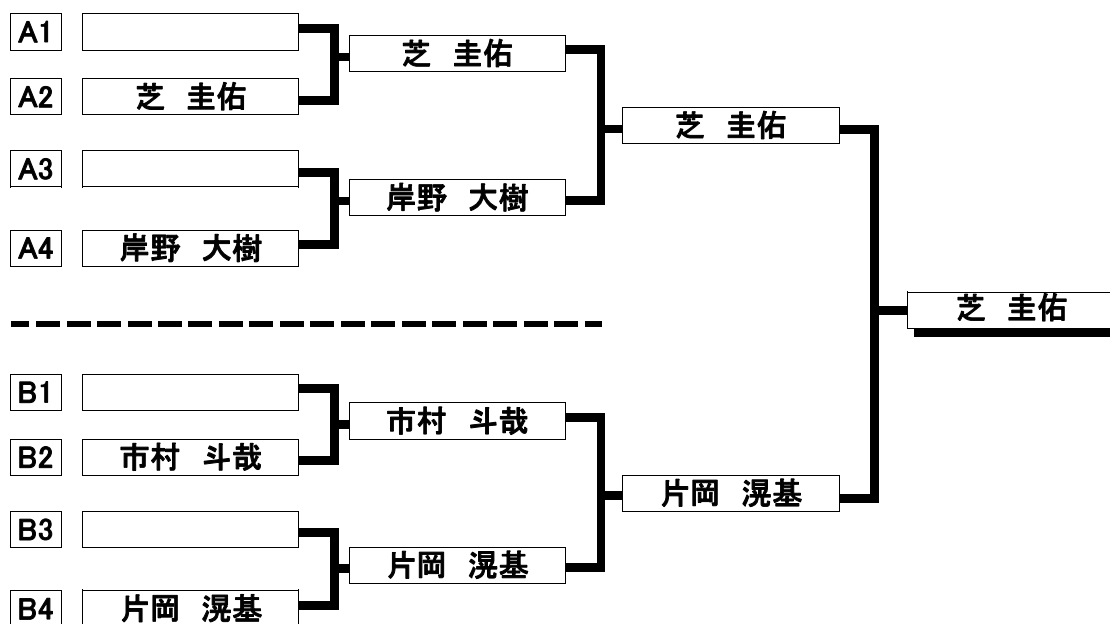 A1
芝　圭佑
A2 芝　圭佑
芝　圭佑
A3
岸野　大樹
A4 岸野　大樹
芝　圭佑
B1
市村　斗哉
B2 市村　斗哉
片岡　滉基
B3
片岡　滉基
B4 片岡　滉基